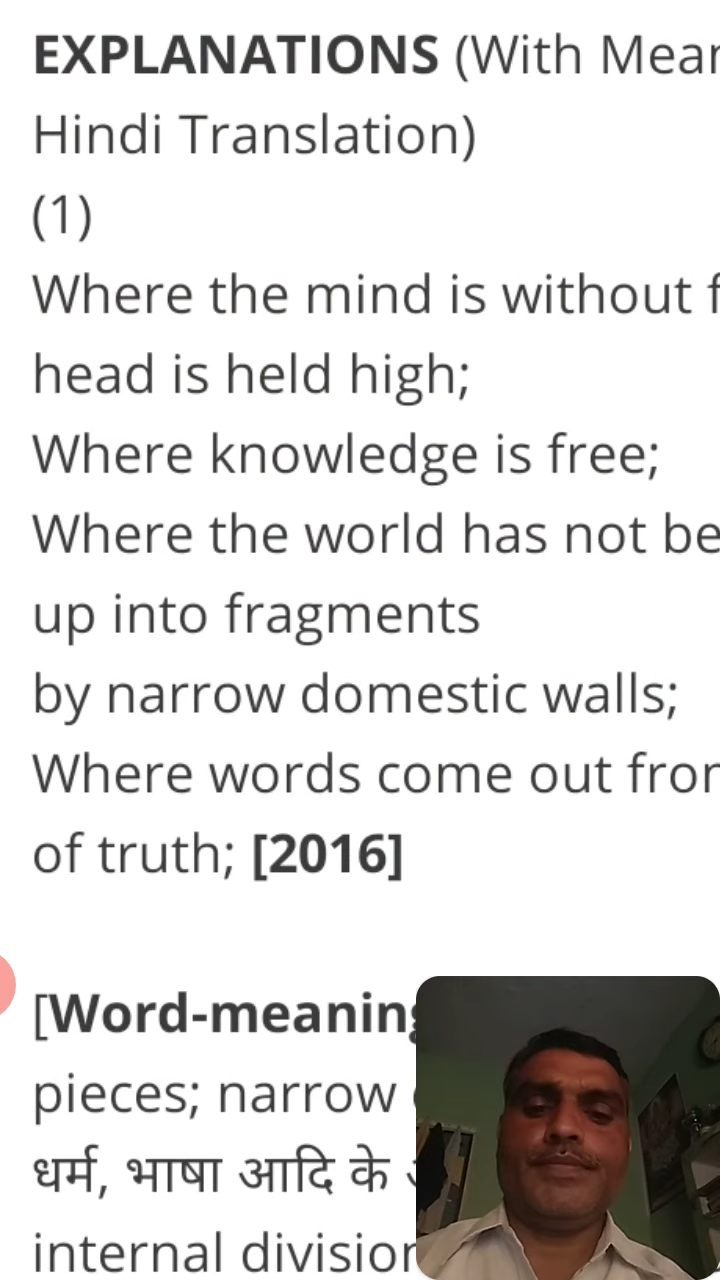 EXPLANATIONS (With
Hindi Translation)
(1)
Where the mind is without
head is held high;
Where knowledge is free;
Where the world has not
up into fragments
by narrow domestic walls;
Where words come out
of truth; [2016]
[Word-meaning
pieces; narrow
धर्म, भाषा आदि के
internal